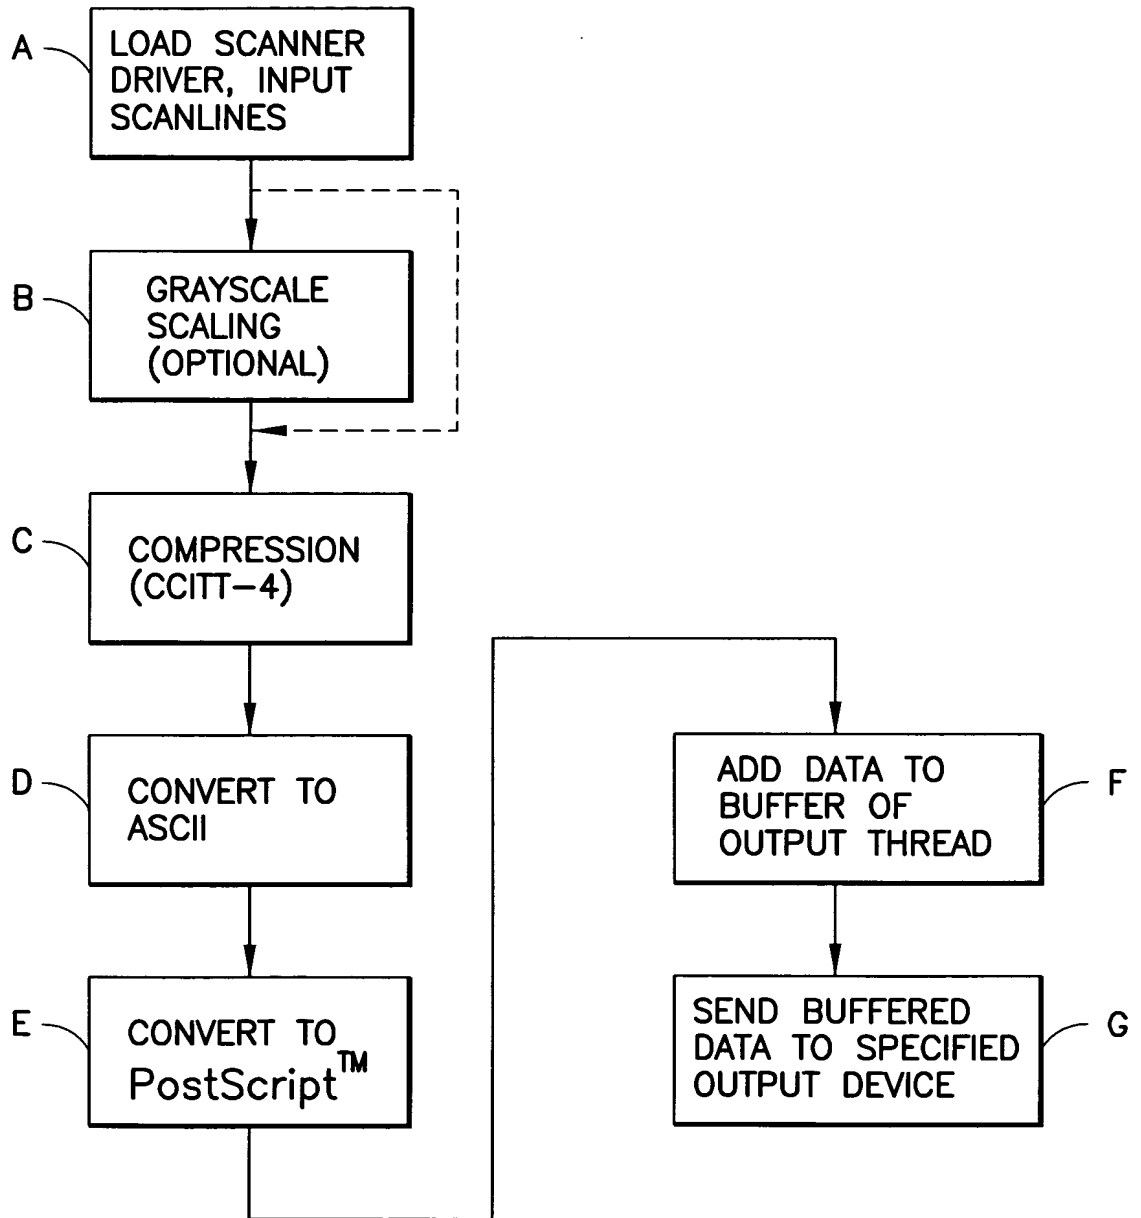 A
LOAD SCANNER
DRIVER, INPUT
SCANLINES
B
GRAYSCALE
SCALING
(OPTIONAL)
C
COMPRESSION
(CCITT-4)
D
CONVERT TO
ASCII
E
CONVERT TO
PostScript™
F
ADD DATA TO
BUFFER OF
OUTPUT THREAD
G
SEND BUFFERED
DATA TO SPECIFIED
OUTPUT DEVICE